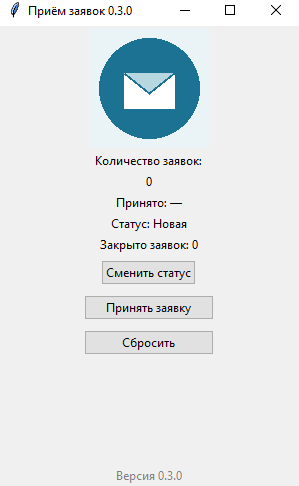 Приём заявок 0.3.0
Количество заявок:
0
Принято: —
Статус: Новая
Закрыто заявок: 0
Сменить статус
Принять заявку
Сбросить
Версия 0.3.0